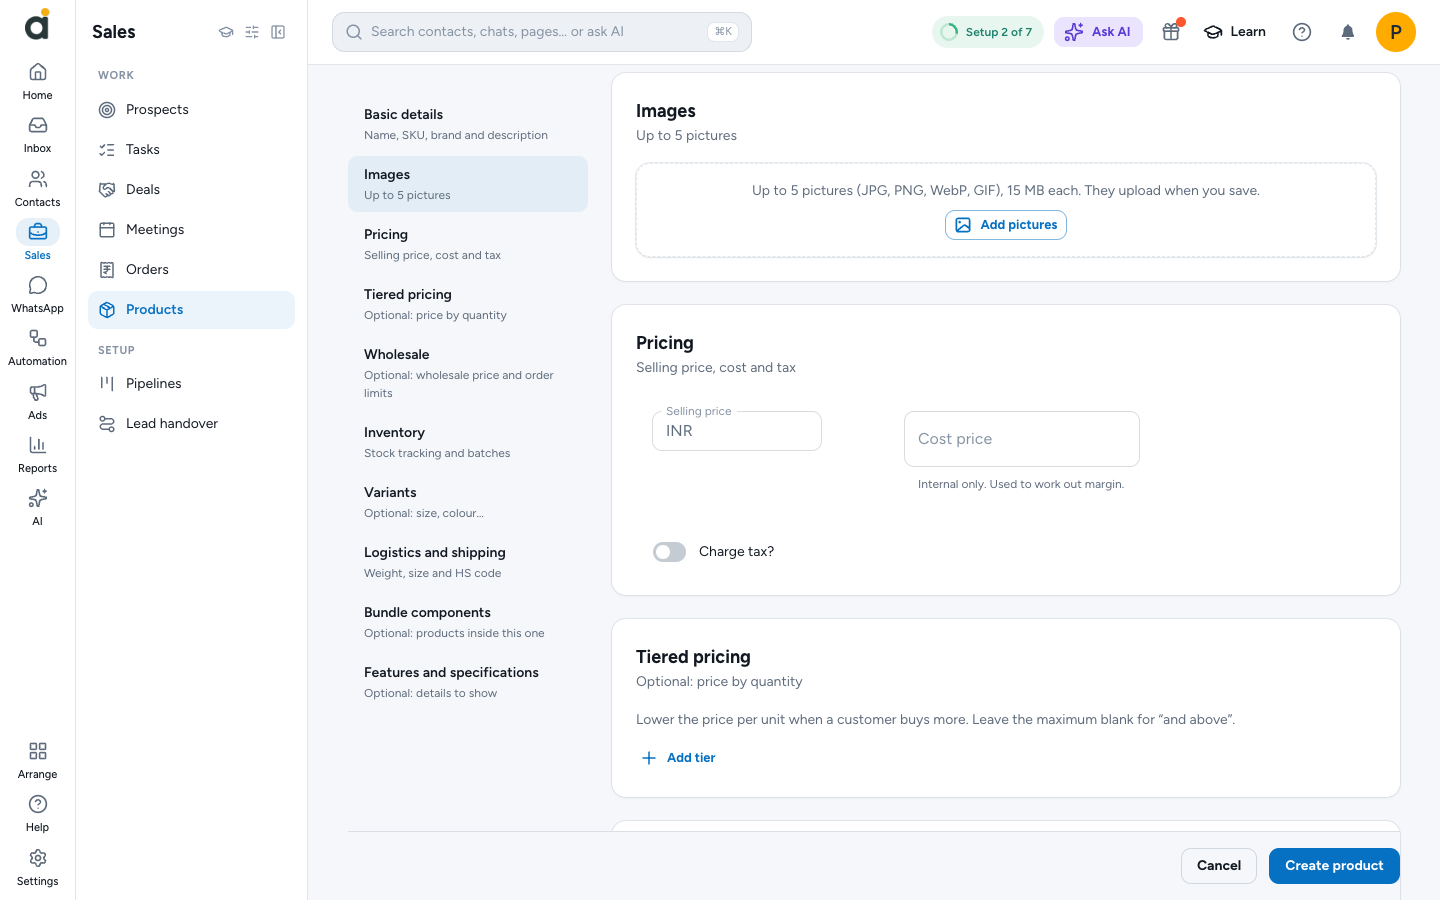 Home
Inbox
Contacts
Sales
WhatsApp
Automation
Ads
Reports
AI
Arrange
Help
Settings
Sales
WORK
Prospects
Tasks
Deals
Meetings
Orders
Products
SETUP
Pipelines
Lead handover
Search contacts, chats, pages... or ask AI
⌘K
Setup 2 of 7
Ask AI
Learn
P
Basic details
Name, SKU, brand and description
Images
Up to 5 pictures
Pricing
Selling price, cost and tax
Tiered pricing
Optional: price by quantity
Wholesale
Optional: wholesale price and order
limits
Inventory
Stock tracking and batches
Variants
Optional: size, colour...
Logistics and shipping
Weight, size and HS code
Bundle components
Optional: products inside this one
Features and specifications
Optional: details to show
Images
Up to 5 pictures
Up to 5 pictures (JPG, PNG, WebP, GIF), 15 MB each. They upload when you save.
Add pictures
Pricing
Selling price, cost and tax
Selling price
INR
Cost price
Internal only. Used to work out margin.
Charge tax?
Tiered pricing
Optional: price by quantity
Lower the price per unit when a customer buys more. Leave the maximum blank for “and above”.
Add tier
Cancel
Create product